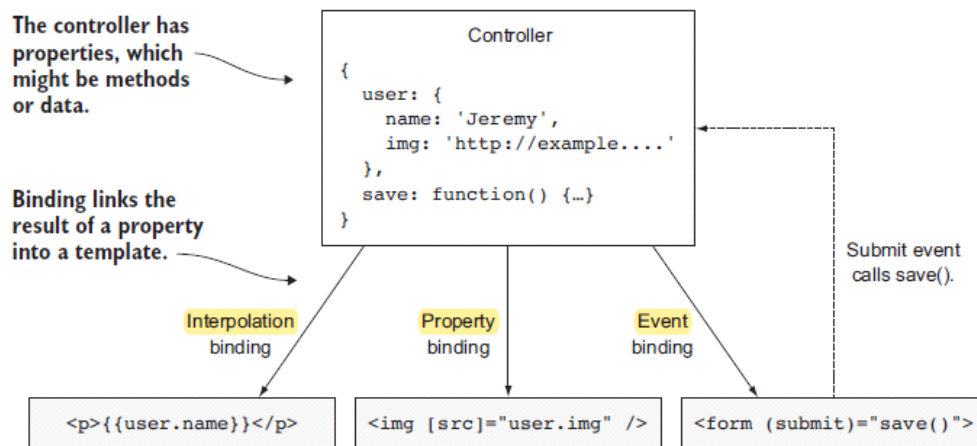 The controller has
properties, which
might be methods
or data.
Controller
{
user: {
name: 'Jeremy',
img: 'http://example....'
},
save: function() {…}
}
Binding links the
result of a property
into a template.
Submit event
calls save().
Interpolation
binding
Property
binding
Event
binding
<p>{{user.name}}</p>
<img [src]="user.img" />
<form (submit)="save()">